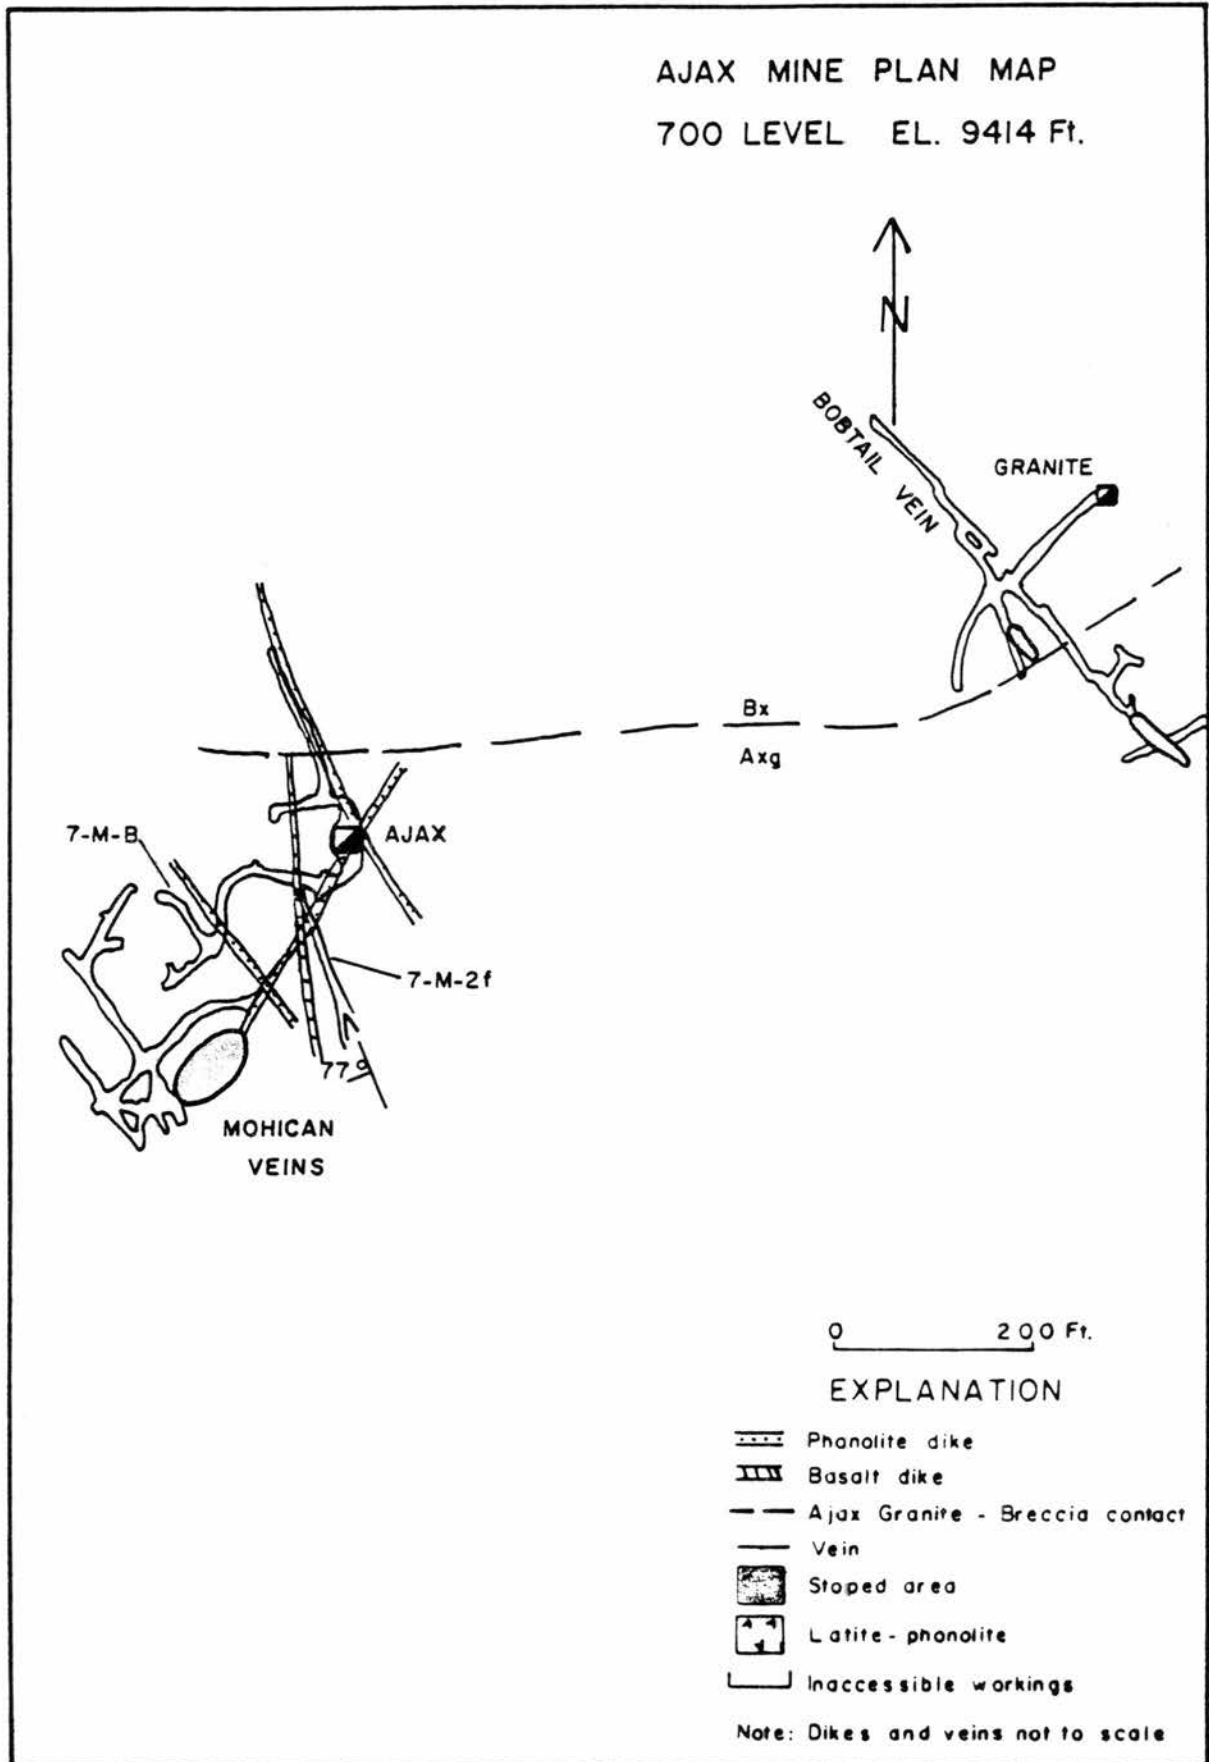 AJAX MINE PLAN MAP
700 LEVEL EL. 9414 Ft.
N
BOBTAIL VEIN
GRANITE
Bx
Axg
7-M-B
AJAX
7-M-2f
77°
MOHICAN
VEINS
0 200 Ft.
EXPLANATION
Phonolite dike
Basalt dike
Ajax Granite - Breccia contact
Vein
Stoped area
Latite-phonolite
Inaccessible workings
Note: Dikes and veins not to scale